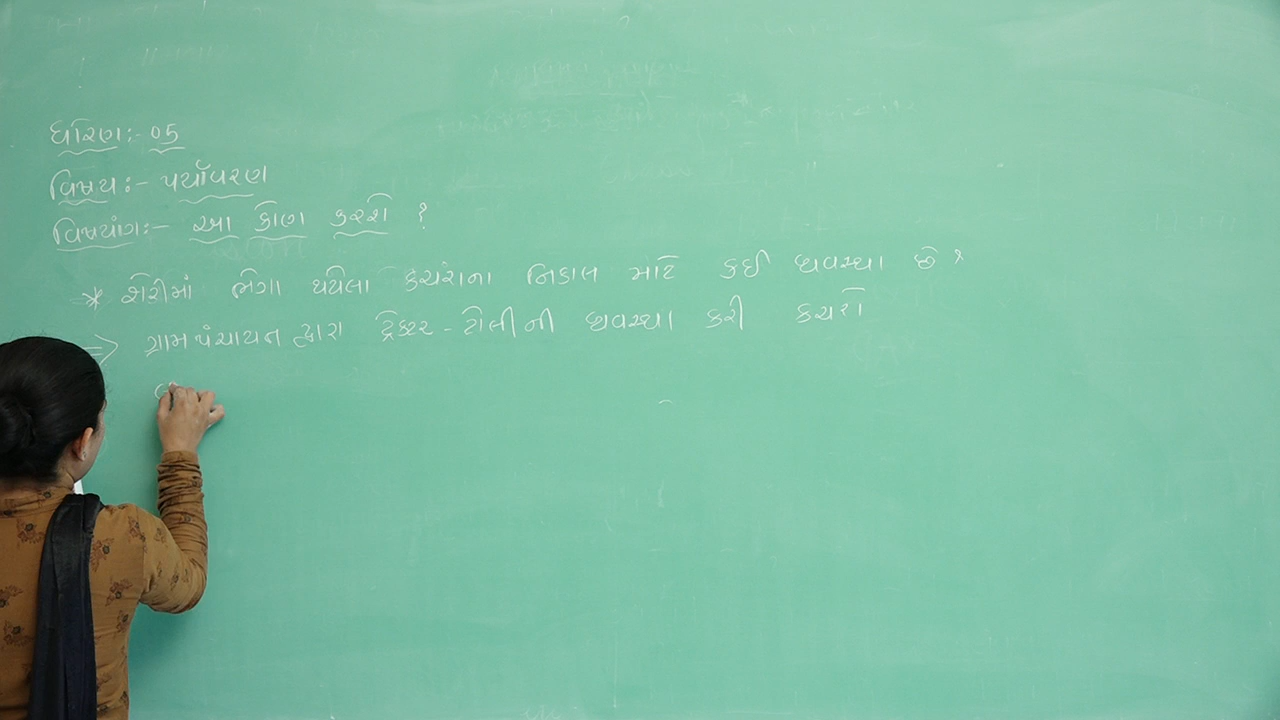 ધોરણ:- 05
વિષય:- પર્યાવરણ
વિષયાંગ:- આ કોણ કરશે ?
* શેરીમાં ભેગા થયેલા કચરાના નિકાલ માટે કઈ વ્યવસ્થા છે ?
=> ગ્રામ પંચાયત દ્વારા ટ્રેક્ટર - ટોલીની વ્યવસ્થા કરી કચરો